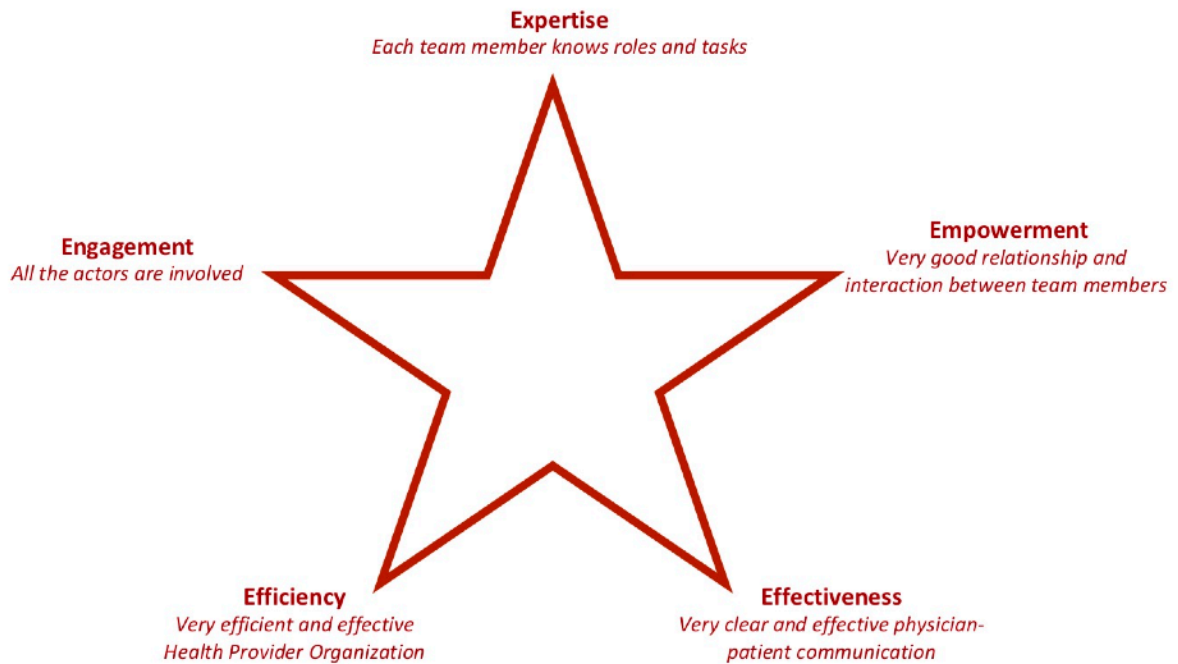 Expertise
Each team member knows roles and tasks
Engagement
All the actors are involved
Empowerment
Very good relationship and
interaction between team members
Efficiency
Very efficient and effective
Health Provider Organization
Effectiveness
Very clear and effective physician-
patient communication